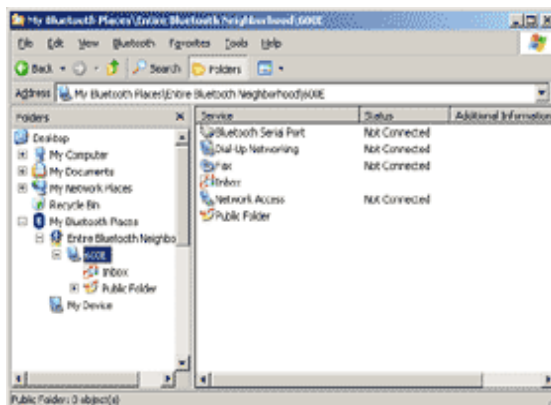 My Bluetooth Places\Entire Bluetooth Neighborhood\600E
File Edit View Bluetooth Favorites Tools Help
Back Search Folders
Address My Bluetooth Places\Entire Bluetooth Neighborhood\600E
Folders
Desktop
My Computer
My Documents
My Network Places
Recycle Bin
My Bluetooth Places
Entire Bluetooth Neighbo
600E
Inbox
Public Folder
My Device
Service Status Additional Information
Bluetooth Serial Port Not Connected
Dial-Up Networking Not Connected
Fax Not Connected
Inbox
Network Access Not Connected
Public Folder
Public Folder: 0 object(s)